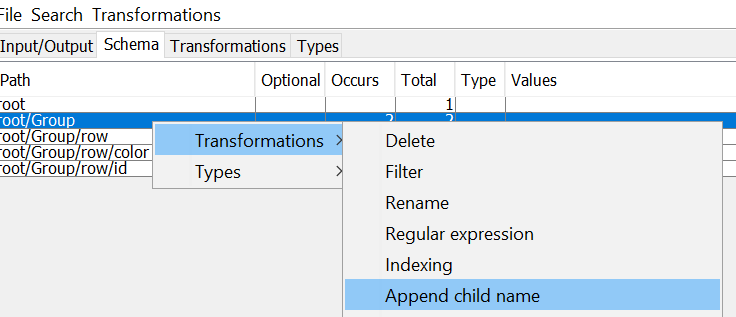 File Search Transformations
Input/Output Schema Transformations Types
Path Optional Occurs Total Type Values
root 1
root/Group 2 2
root/Group/row
root/Group/row/color
root/Group/row/id
Transformations
Types
Delete
Filter
Rename
Regular expression
Indexing
Append child name